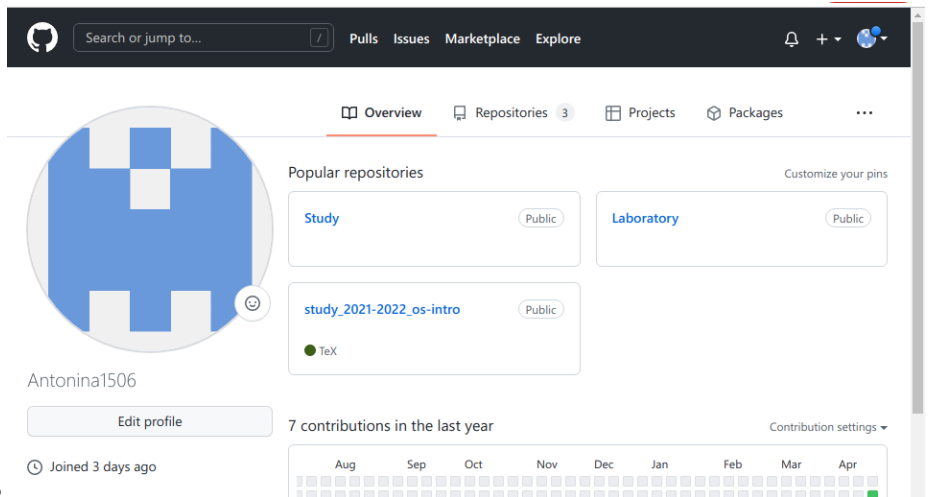 Search or jump to... / Pulls Issues Marketplace Explore
Overview Repositories 3 Projects Packages ...
Popular repositories Customize your pins
Study Public
Laboratory Public
study_2021-2022_os-intro Public
TeX
Antonina1506
Edit profile
Joined 3 days ago
7 contributions in the last year Contribution settings
Aug Sep Oct Nov Dec Jan Feb Mar Apr